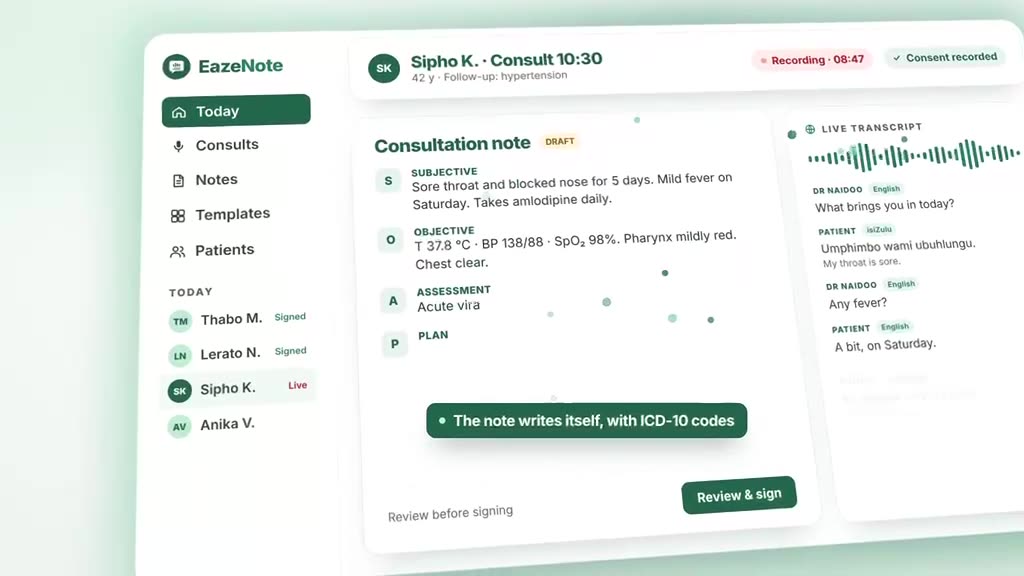 EazeNote
Today
Consults
Notes
Templates
Patients
TODAY
TM Thabo M. Signed
LN Lerato N. Signed
SK Sipho K. Live
AV Anika V.
SK
Sipho K. · Consult 10:30
42 y · Follow-up: hypertension
Recording · 08:47
Consent recorded
Consultation note DRAFT
S
SUBJECTIVE
Sore throat and blocked nose for 5 days. Mild fever on
Saturday. Takes amlodipine daily.
O
OBJECTIVE
T 37.8 °C · BP 138/88 · SpO₂ 98%. Pharynx mildly red.
Chest clear.
A
ASSESSMENT
Acute vira
P
PLAN
The note writes itself, with ICD-10 codes
Review before signing
Review & sign
LIVE TRANSCRIPT
DR NAIDOO English
What brings you in today?
PATIENT isiZulu
Umphimbo wami ubuhlungu.
My throat is sore.
DR NAIDOO English
Any fever?
PATIENT English
A bit, on Saturday.